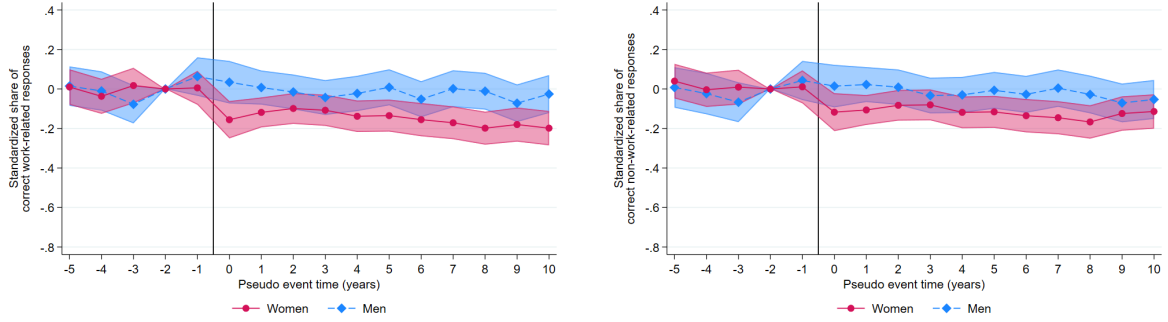 Standardized share of
correct work-related responses
.4
.2
0
-.2
-.4
-.6
-.8
-5 -4 -3 -2 -1 0 1 2 3 4 5 6 7 8 9 10
Pseudo event time (years)
Women Men
Standardized share of
correct non-work-related responses
.4
.2
0
-.2
-.4
-.6
-.8
-5 -4 -3 -2 -1 0 1 2 3 4 5 6 7 8 9 10
Pseudo event time (years)
Women Men